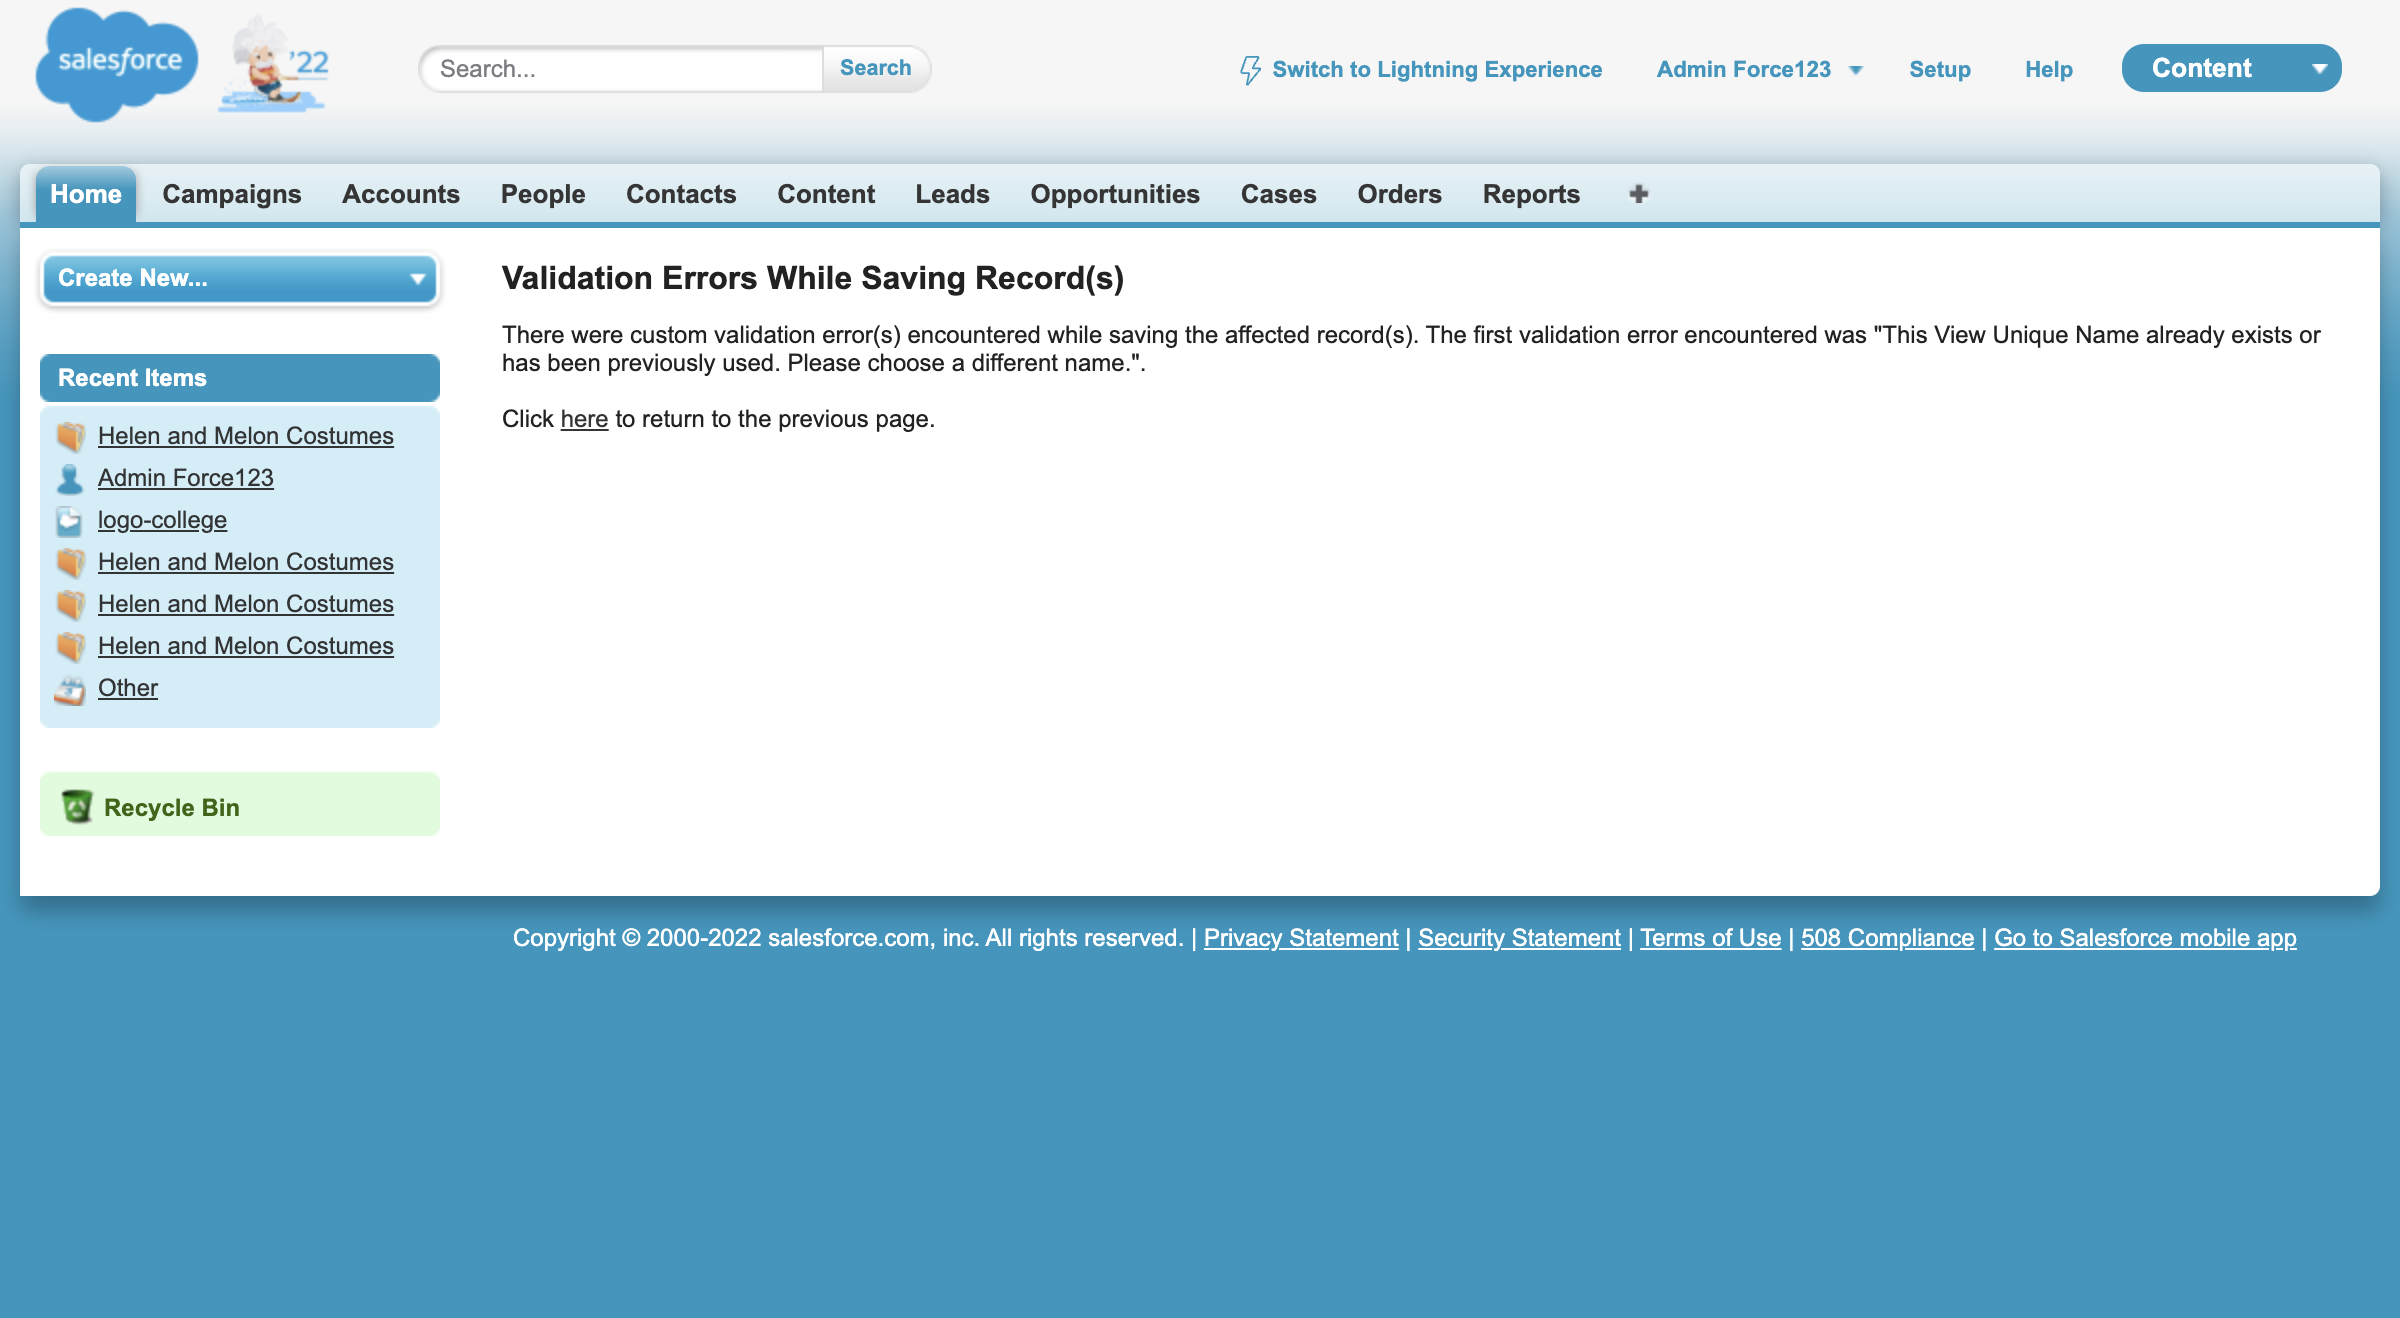 salesforce
'22
Search...
Search
Switch to Lightning Experience
Admin Force123
Setup
Help
Content
Home
Campaigns
Accounts
People
Contacts
Content
Leads
Opportunities
Cases
Orders
Reports
Create New...
Recent Items
Helen and Melon Costumes
Admin Force123
logo-college
Helen and Melon Costumes
Helen and Melon Costumes
Helen and Melon Costumes
Other
Recycle Bin
Validation Errors While Saving Record(s)
There were custom validation error(s) encountered while saving the affected record(s). The first validation error encountered was "This View Unique Name already exists or
has been previously used. Please choose a different name.".
Click here to return to the previous page.
Copyright © 2000-2022 salesforce.com, inc. All rights reserved. | Privacy Statement | Security Statement | Terms of Use | 508 Compliance | Go to Salesforce mobile app